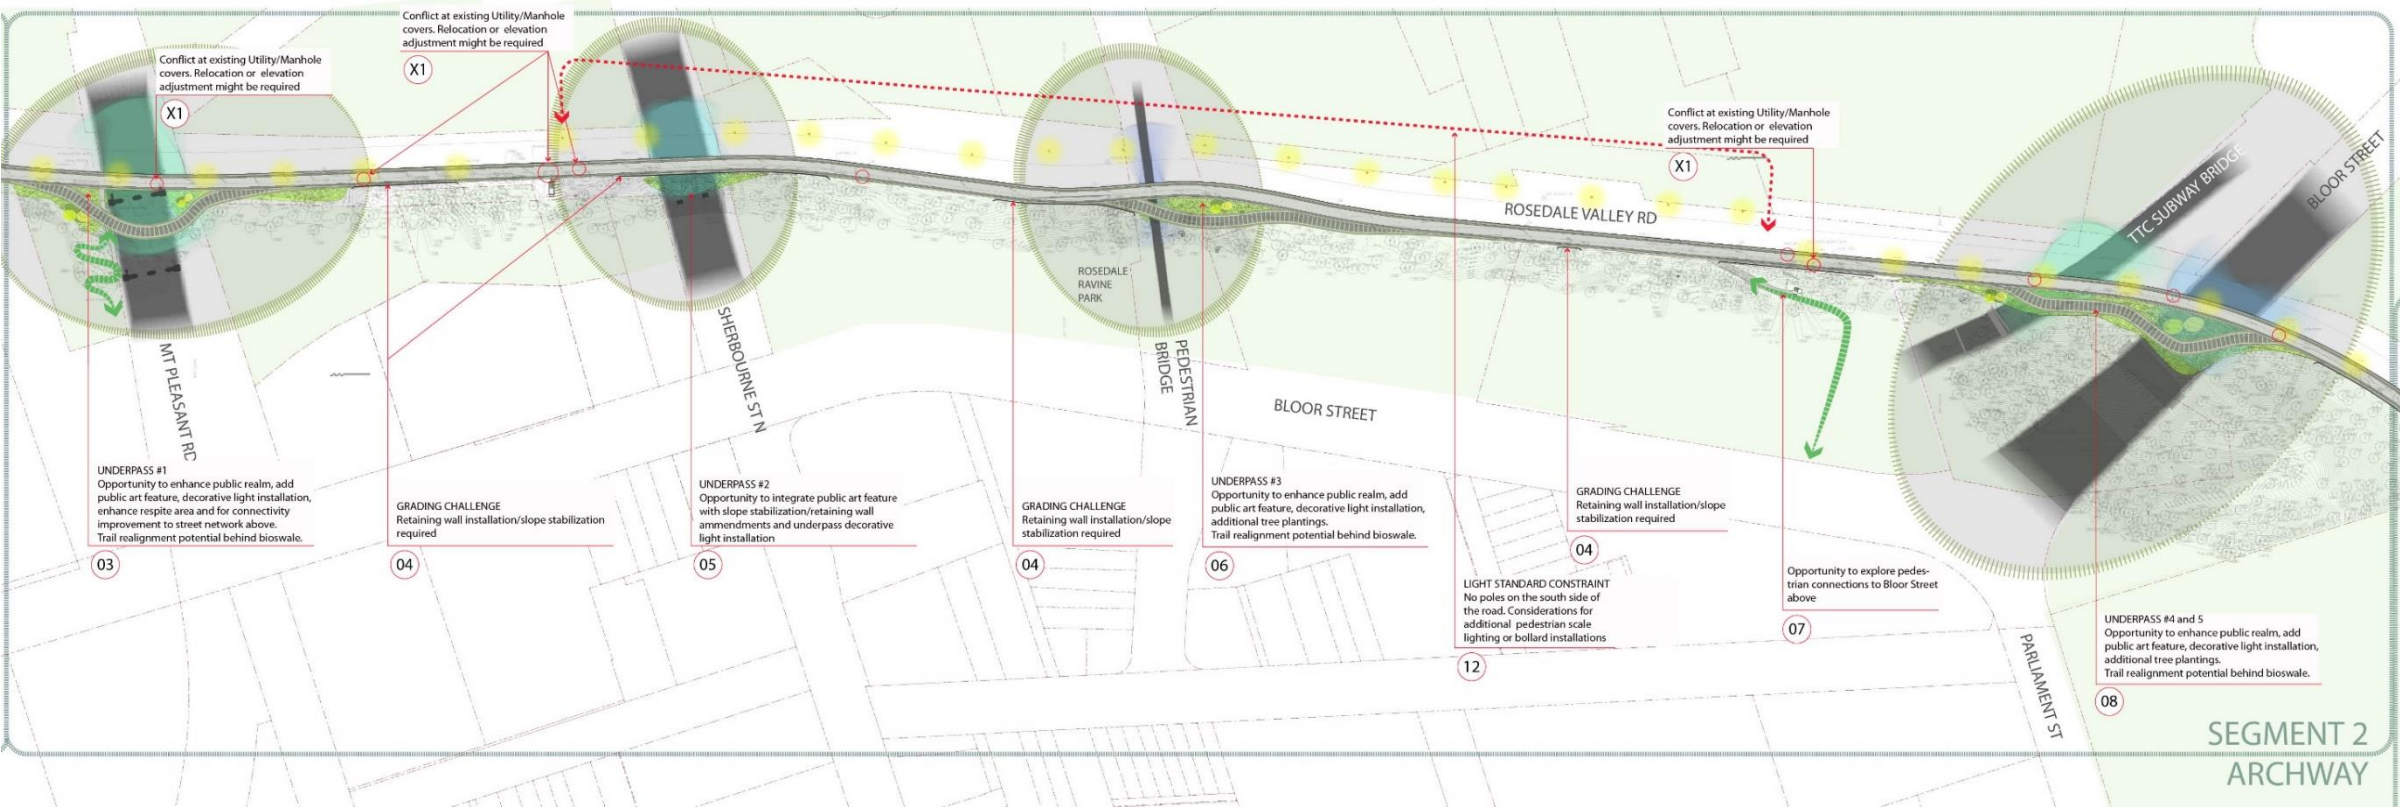 Conflict at existing Utility/Manhole
covers. Relocation or elevation
adjustment might be required
X1
Conflict at existing Utility/Manhole
covers. Relocation or elevation
adjustment might be required
X1
Conflict at existing Utility/Manhole
covers. Relocation or elevation
adjustment might be required
X1
ROSEDALE VALLEY RD
TTC SUBWAY BRIDGE
BLOOR STREET
ROSEDALE
RAVINE
PARK
MT PLEASANT RD
SHERBOURNE ST N
PEDESTRIAN
BRIDGE
BLOOR STREET
PARLIAMENT ST
UNDERPASS #1
Opportunity to enhance public realm, add
public art feature, decorative light installation,
enhance respite area and for connectivity
improvement to street network above.
Trail realignment potential behind bioswale.
03
GRADING CHALLENGE
Retaining wall installation/slope stabilization
required
04
UNDERPASS #2
Opportunity to integrate public art feature
with slope stabilization/retaining wall
ammendments and underpass decorative
light installation
05
GRADING CHALLENGE
Retaining wall installation/slope
stabilization required
04
UNDERPASS #3
Opportunity to enhance public realm, add
public art feature, decorative light installation,
additional tree plantings.
Trail realignment potential behind bioswale.
06
LIGHT STANDARD CONSTRAINT
No poles on the south side of
the road. Considerations for
additional pedestrian scale
lighting or bollard installations
12
GRADING CHALLENGE
Retaining wall installation/slope
stabilization required
04
Opportunity to explore pedes-
trian connections to Bloor Street
above
07
UNDERPASS #4 and 5
Opportunity to enhance public realm, add
public art feature, decorative light installation,
additional tree plantings.
Trail realignment potential behind bioswale.
08
SEGMENT 2
ARCHWAY